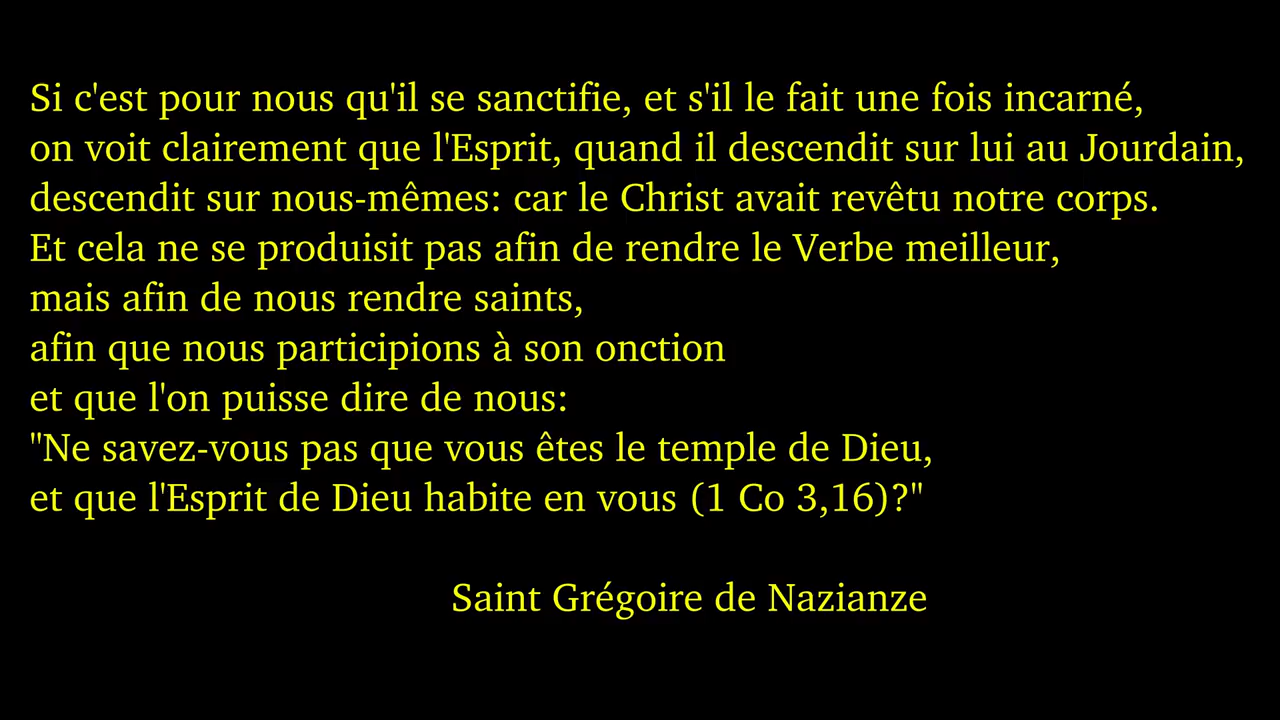 Si c'est pour nous qu'il se sanctifie, et s'il le fait une fois incarné,
on voit clairement que l'Esprit, quand il descendit sur lui au Jourdain,
descendit sur nous-mêmes: car le Christ avait revêtu notre corps.
Et cela ne se produisit pas afin de rendre le Verbe meilleur,
mais afin de nous rendre saints,
afin que nous participions à son onction
et que l'on puisse dire de nous:
"Ne savez-vous pas que vous êtes le temple de Dieu,
et que l'Esprit de Dieu habite en vous (1 Co 3,16)?"
Saint Grégoire de Nazianze